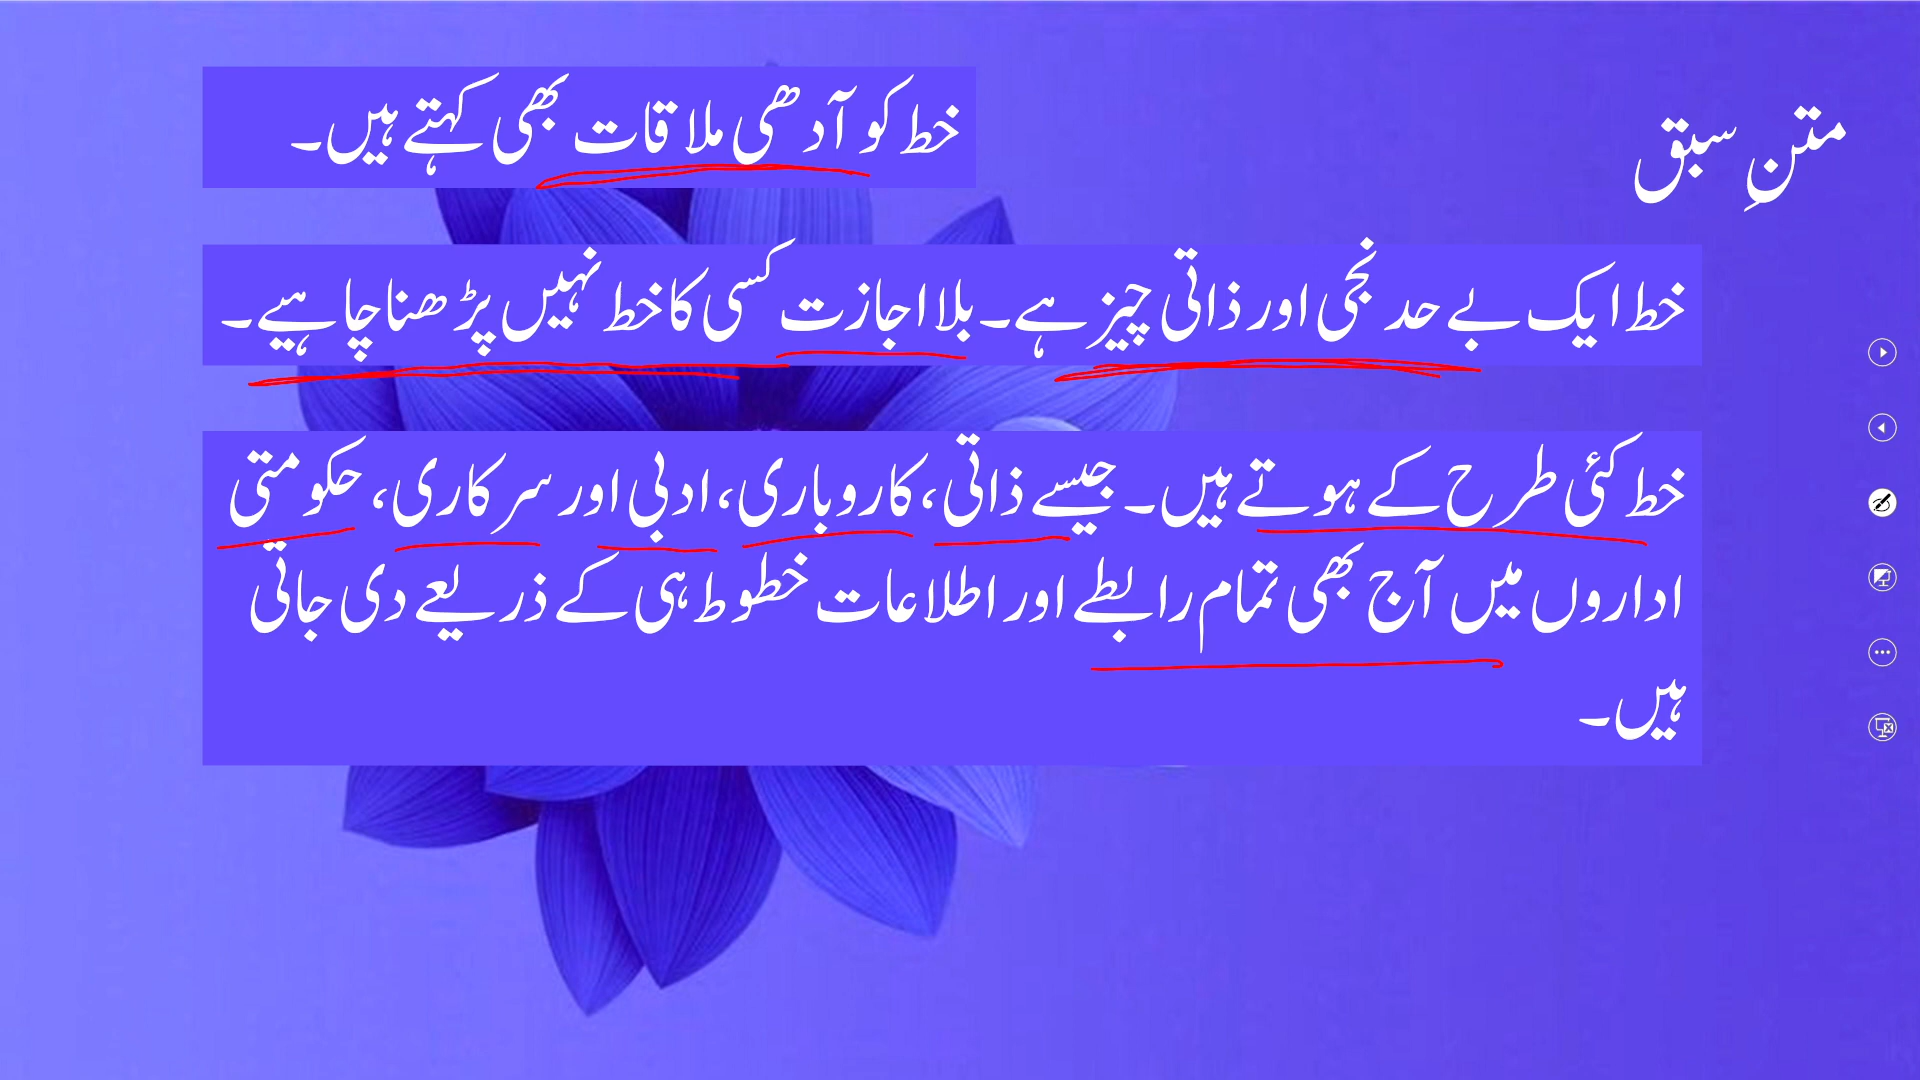 متنِ سبق
خط کو آدھی ملاقات بھی کہتے ہیں۔
خط ایک بے حد نجی اور ذاتی چیز ہے۔ بلا اجازت کسی کا خط نہیں پڑھنا چاہیے۔
خط کئی طرح کے ہوتے ہیں۔ جیسے ذاتی، کاروباری، ادبی اور سرکاری، حکومتی
اداروں میں آج بھی تمام رابطے اور اطلاعات خطوط ہی کے ذریعے دی جاتی
ہیں۔